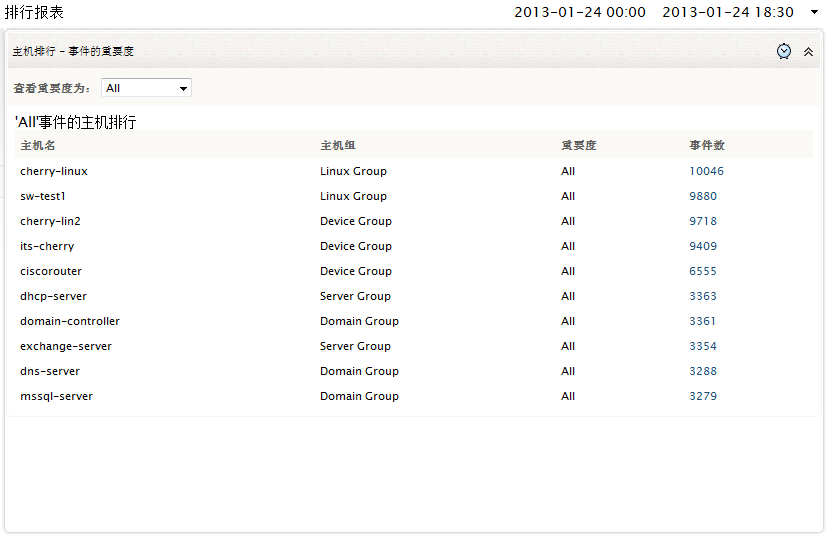 排行报表 2013-01-24 00:00 2013-01-24 18:30
主机排行 - 事件的重要度
查看重要度为: All
'All'事件的主机排行
主机名 主机组 重要度 事件数
cherry-linux Linux Group All 10046
sw-test1 Linux Group All 9880
cherry-lin2 Device Group All 9718
its-cherry Device Group All 9409
ciscorouter Device Group All 6555
dhcp-server Server Group All 3363
domain-controller Domain Group All 3361
exchange-server Server Group All 3354
dns-server Domain Group All 3288
mssql-server Domain Group All 3279